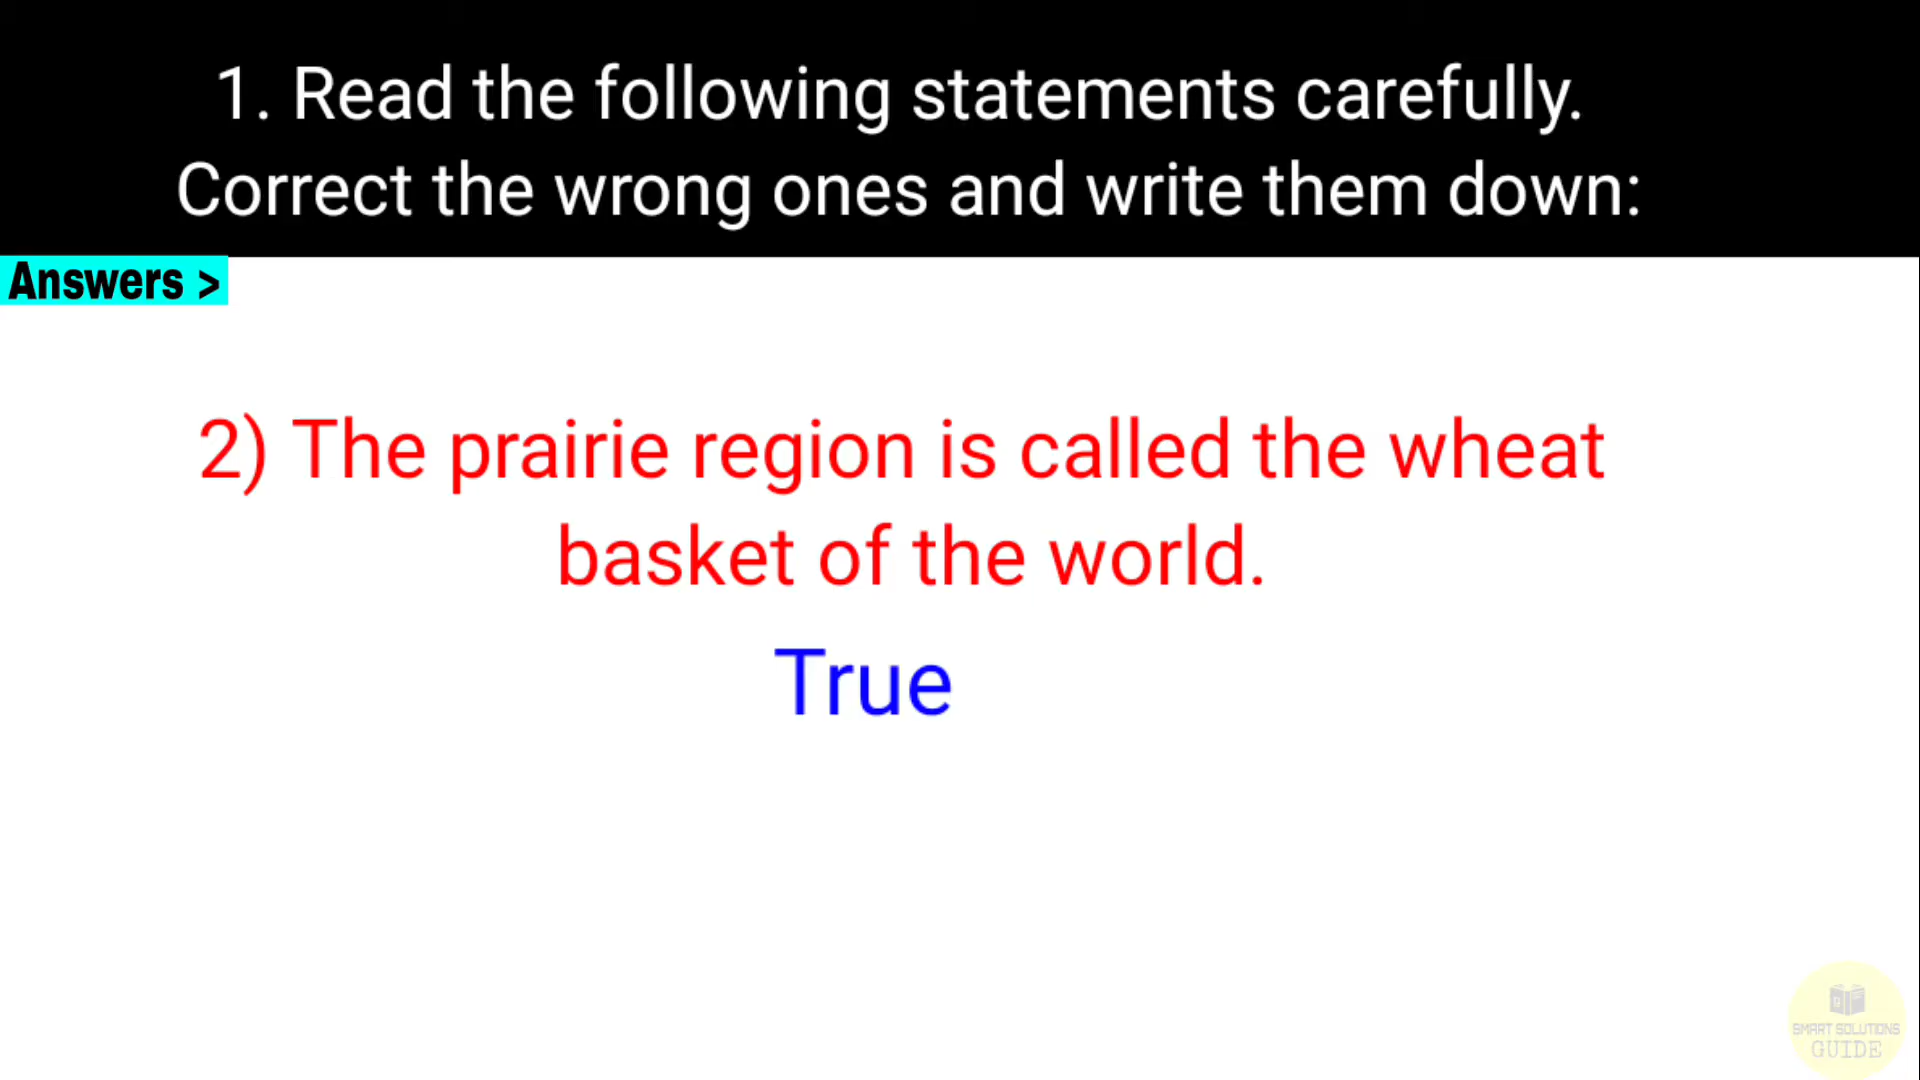 1. Read the following statements carefully.
Correct the wrong ones and write them down:
Answers >
2) The prairie region is called the wheat
basket of the world.
True
SMART SOLUTIONS
GUIDE